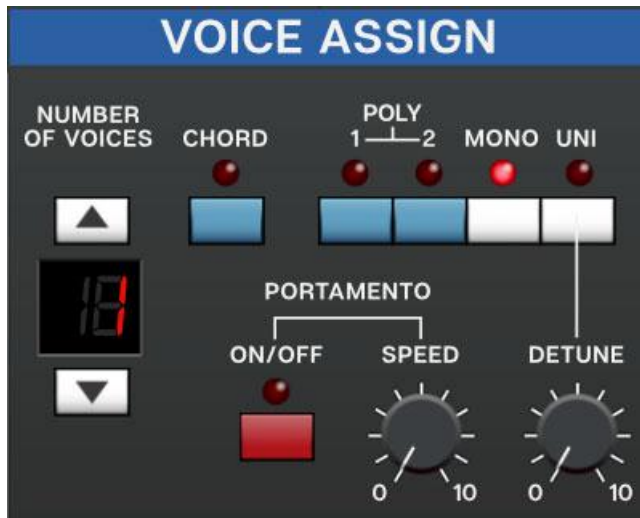 VOICE ASSIGN
NUMBER
OF VOICES
CHORD
POLY
1 2
MONO
UNI
1
PORTAMENTO
ON/OFF
SPEED
DETUNE
0 10
0 10